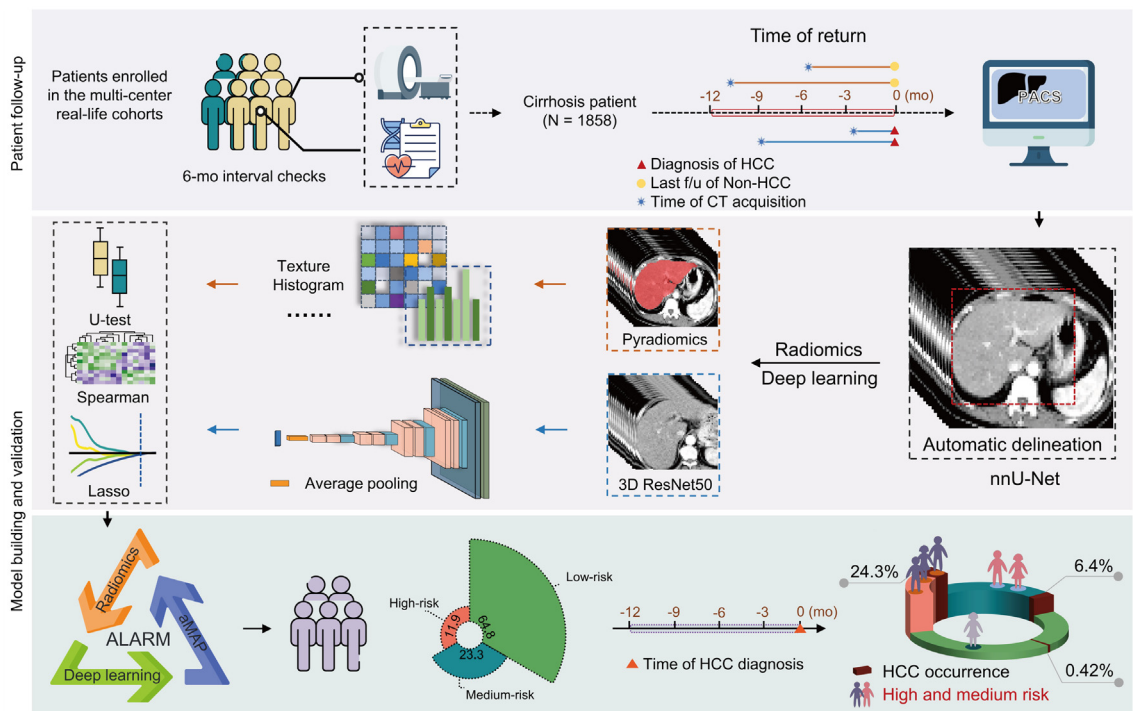 Patient follow-up
Patients enrolled
in the multi-center
real-life cohorts
6-mo interval checks
Cirrhosis patient
(N = 1858)
Time of return
-12 -9 -6 -3 0 (mo)
Diagnosis of HCC
Last f/u of Non-HCC
Time of CT acquisition
PACS
Model building and validation
U-test
Spearman
Lasso
Texture
Histogram
......
Average pooling
Pyradiomics
3D ResNet50
Radiomics
Deep learning
Automatic delineation
nnU-Net
Radiomics
aMAP
Deep learning
ALARM
High-risk
11.9
Low-risk
64.8
23.3
Medium-risk
-12 -9 -6 -3 0 (mo)
Time of HCC diagnosis
24.3%
6.4%
0.42%
HCC occurrence
High and medium risk